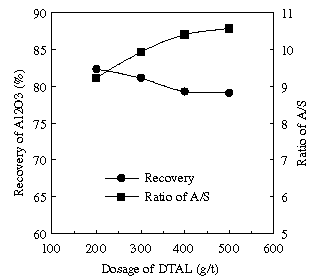 90
85
80
75
70
65
60
Recovery of Al2O3 (%)
11
10
9
8
7
6
5
Ratio of A/S
Recovery
Ratio of A/S
100 200 300 400 500 600
Dosage of DTAL (g/t)